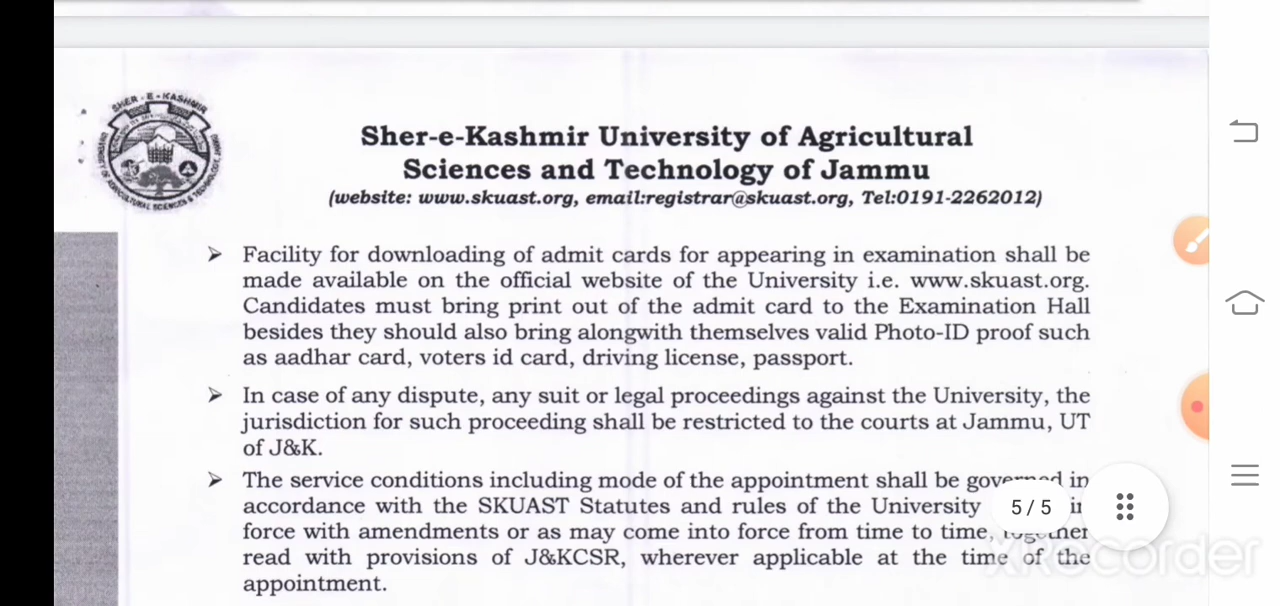 SHER-E-KASHMIR
Sher-e-Kashmir University of Agricultural
Sciences and Technology of Jammu
(website: www.skuast.org, email:registrar@skuast.org, Tel:0191-2262012)
➢ Facility for downloading of admit cards for appearing in examination shall be
made available on the official website of the University i.e. www.skuast.org.
Candidates must bring print out of the admit card to the Examination Hall
besides they should also bring alongwith themselves valid Photo-ID proof such
as aadhar card, voters id card, driving license, passport.
➢ In case of any dispute, any suit or legal proceedings against the University, the
jurisdiction for such proceeding shall be restricted to the courts at Jammu, UT
of J&K.
➢ The service conditions including mode of the appointment shall be governed in
accordance with the SKUAST Statutes and rules of the University
force with amendments or as may come into force from time to time, together
read with provisions of J&KCSR, wherever applicable at the time of the
appointment.
5 / 5
XRecorder